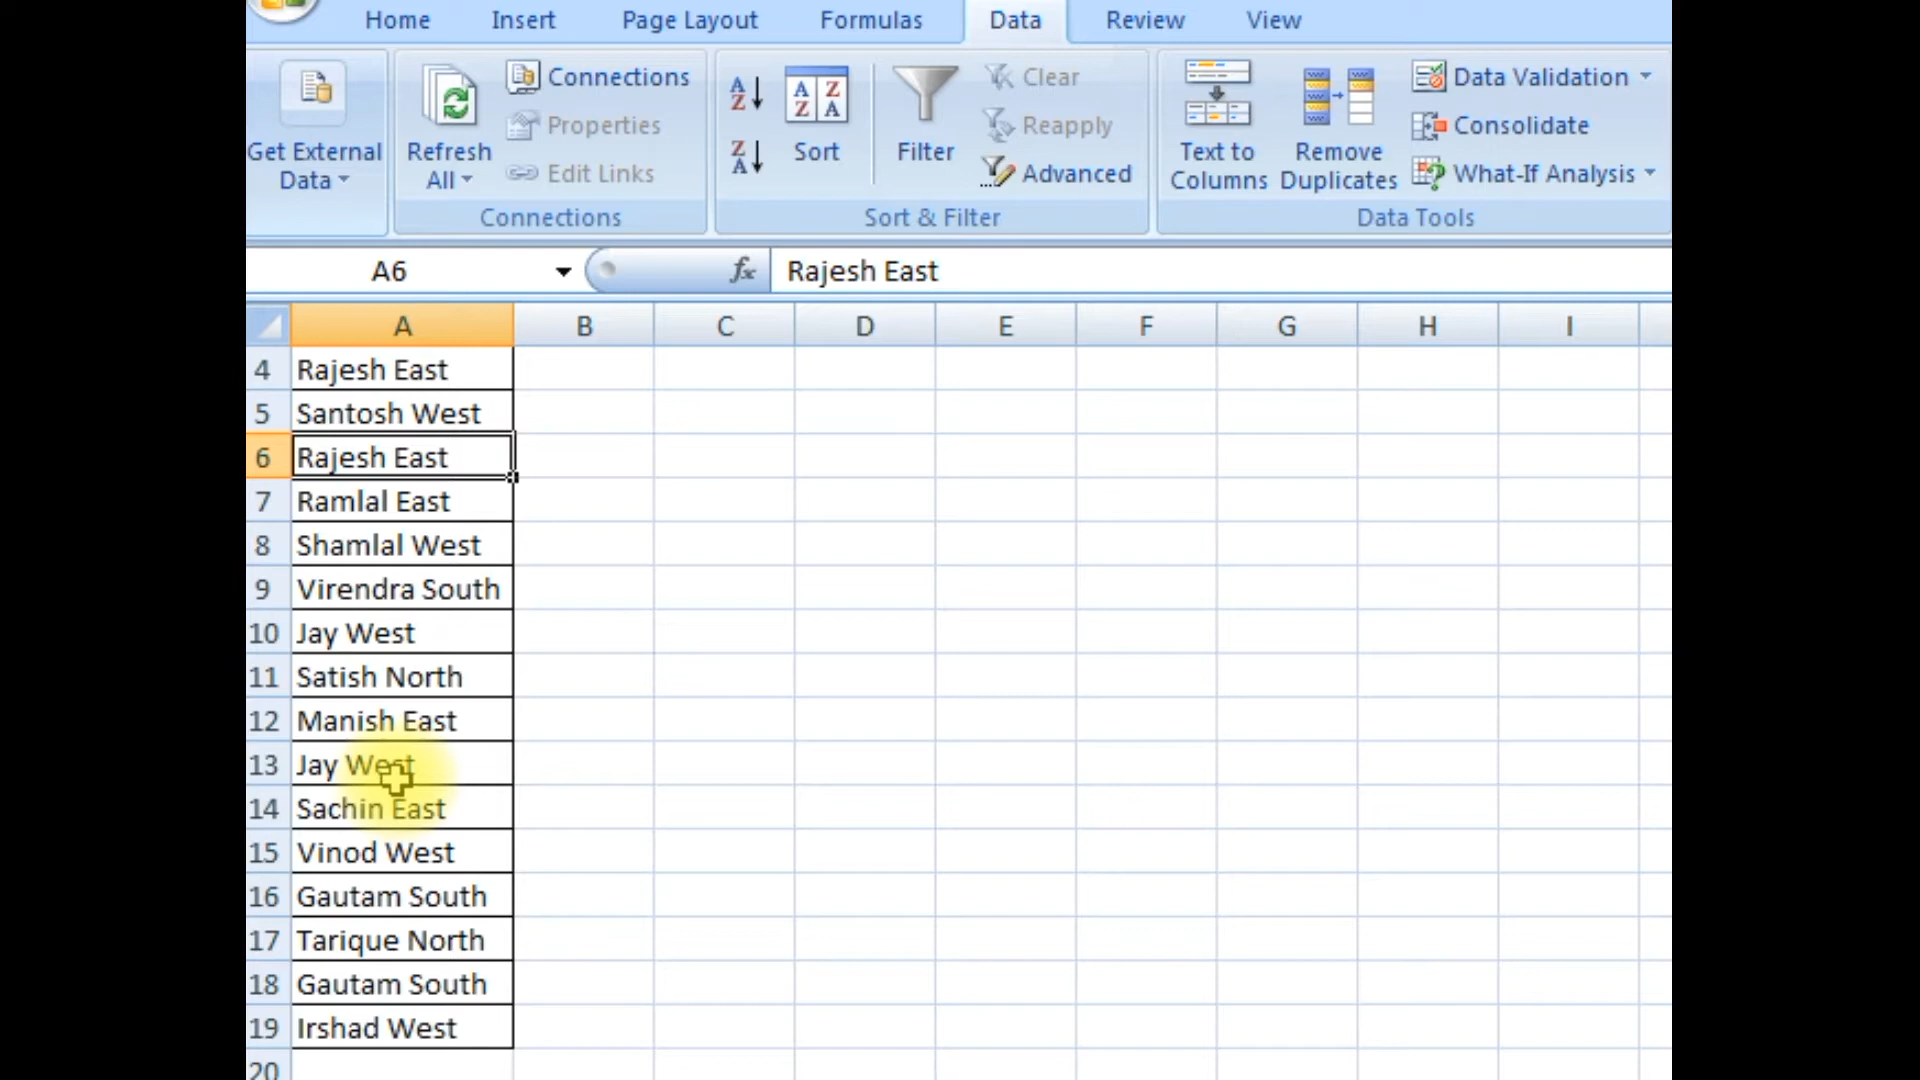 Home Insert Page Layout Formulas Data Review View
Get External Data
Refresh All
Connections
Properties
Edit Links
Connections
A Z
Z A
A Z Z A
Sort
Filter
Clear
Reapply
Advanced
Sort & Filter
Text to Columns
Remove Duplicates
Data Validation
Consolidate
What-If Analysis
Data Tools
A6 fx Rajesh East
A B C D E F G H I
4 Rajesh East
5 Santosh West
6 Rajesh East
7 Ramlal East
8 Shamlal West
9 Virendra South
10 Jay West
11 Satish North
12 Manish East
13 Jay West
14 Sachin East
15 Vinod West
16 Gautam South
17 Tarique North
18 Gautam South
19 Irshad West
20